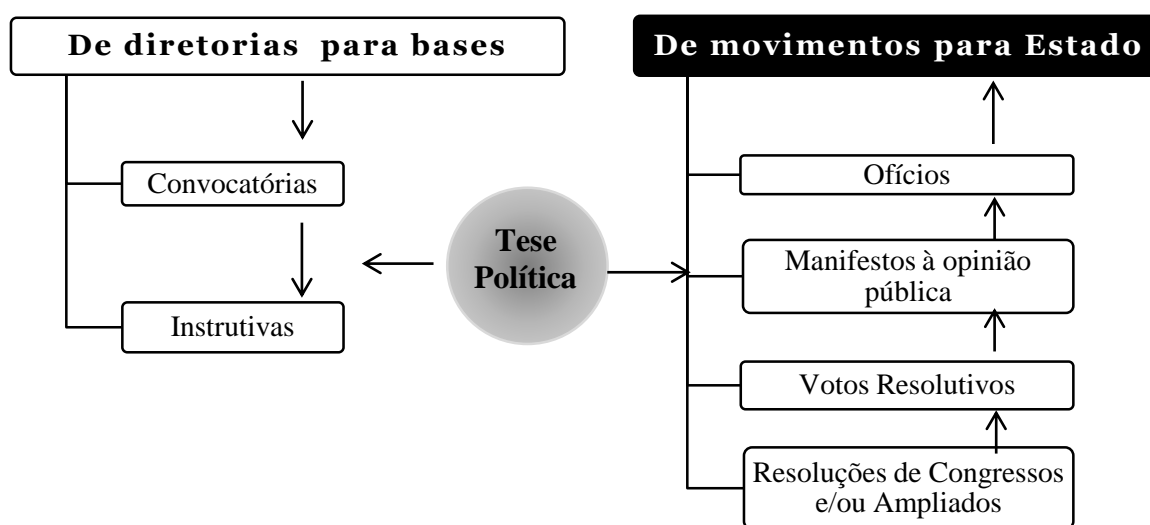 De diretorias para bases
Convocatórias
Instrutivas
Tese
Política
De movimentos para Estado
Ofícios
Manifestos à opinião
pública
Votos Resolutivos
Resoluções de Congressos
e/ou Ampliados